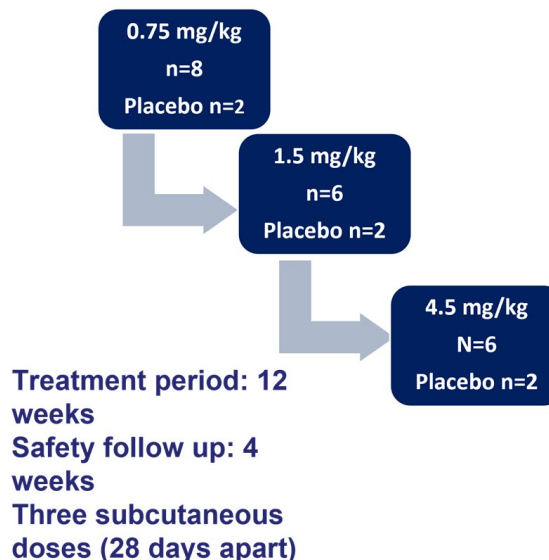 0.75 mg/kg
n=8
Placebo n=2
1.5 mg/kg
n=6
Placebo n=2
4.5 mg/kg
N=6
Placebo n=2
Treatment period: 12
weeks
Safety follow up: 4
weeks
Three subcutaneous
doses (28 days apart)